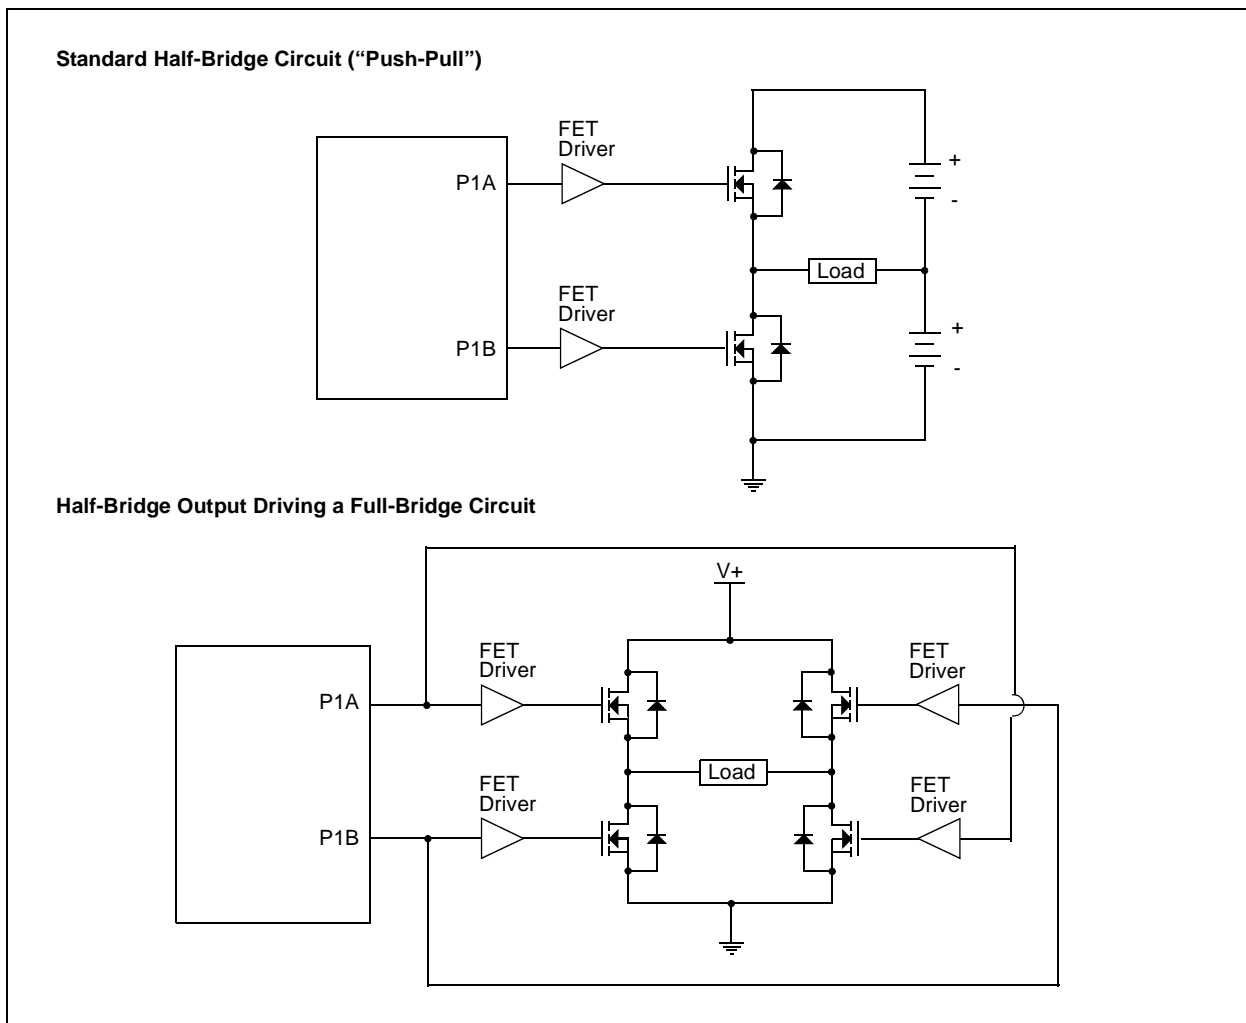 Standard Half-Bridge Circuit (“Push-Pull”)
FET
Driver
P1A
+
-
Load
FET
Driver
P1B
+
-
Half-Bridge Output Driving a Full-Bridge Circuit
V+
FET
Driver
FET
Driver
P1A
Load
FET
Driver
FET
Driver
P1B